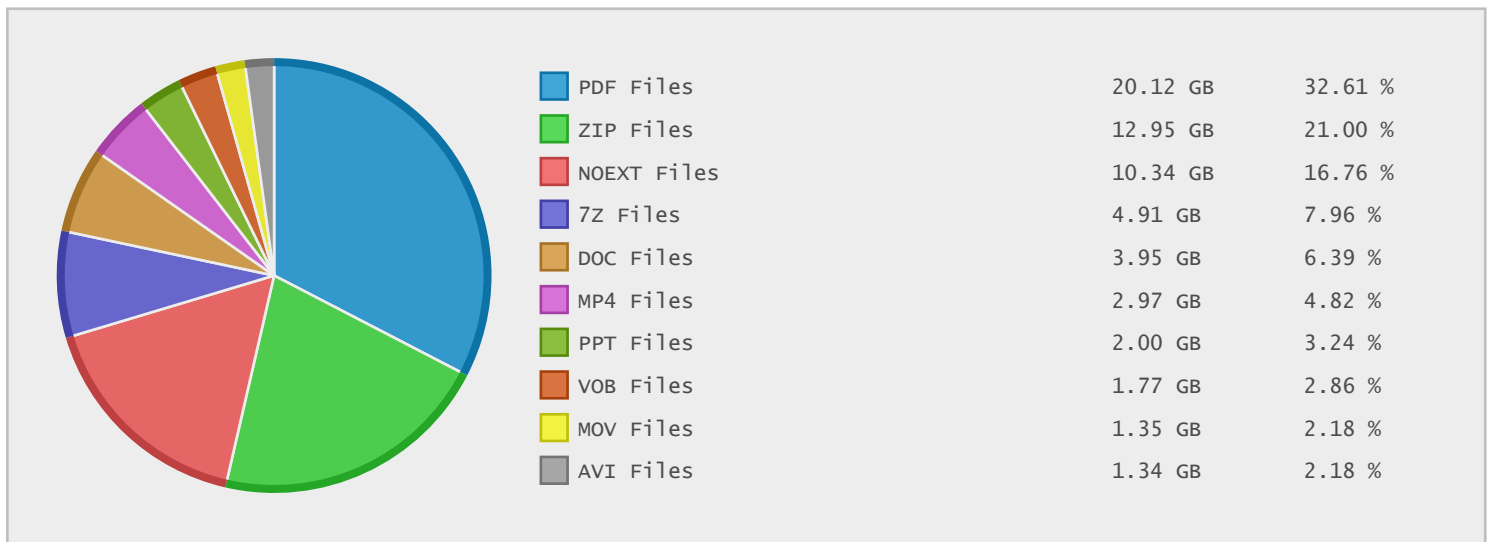 PDF Files 20.12 GB 32.61 %
ZIP Files 12.95 GB 21.00 %
NOEXT Files 10.34 GB 16.76 %
7Z Files 4.91 GB 7.96 %
DOC Files 3.95 GB 6.39 %
MP4 Files 2.97 GB 4.82 %
PPT Files 2.00 GB 3.24 %
VOB Files 1.77 GB 2.86 %
MOV Files 1.35 GB 2.18 %
AVI Files 1.34 GB 2.18 %